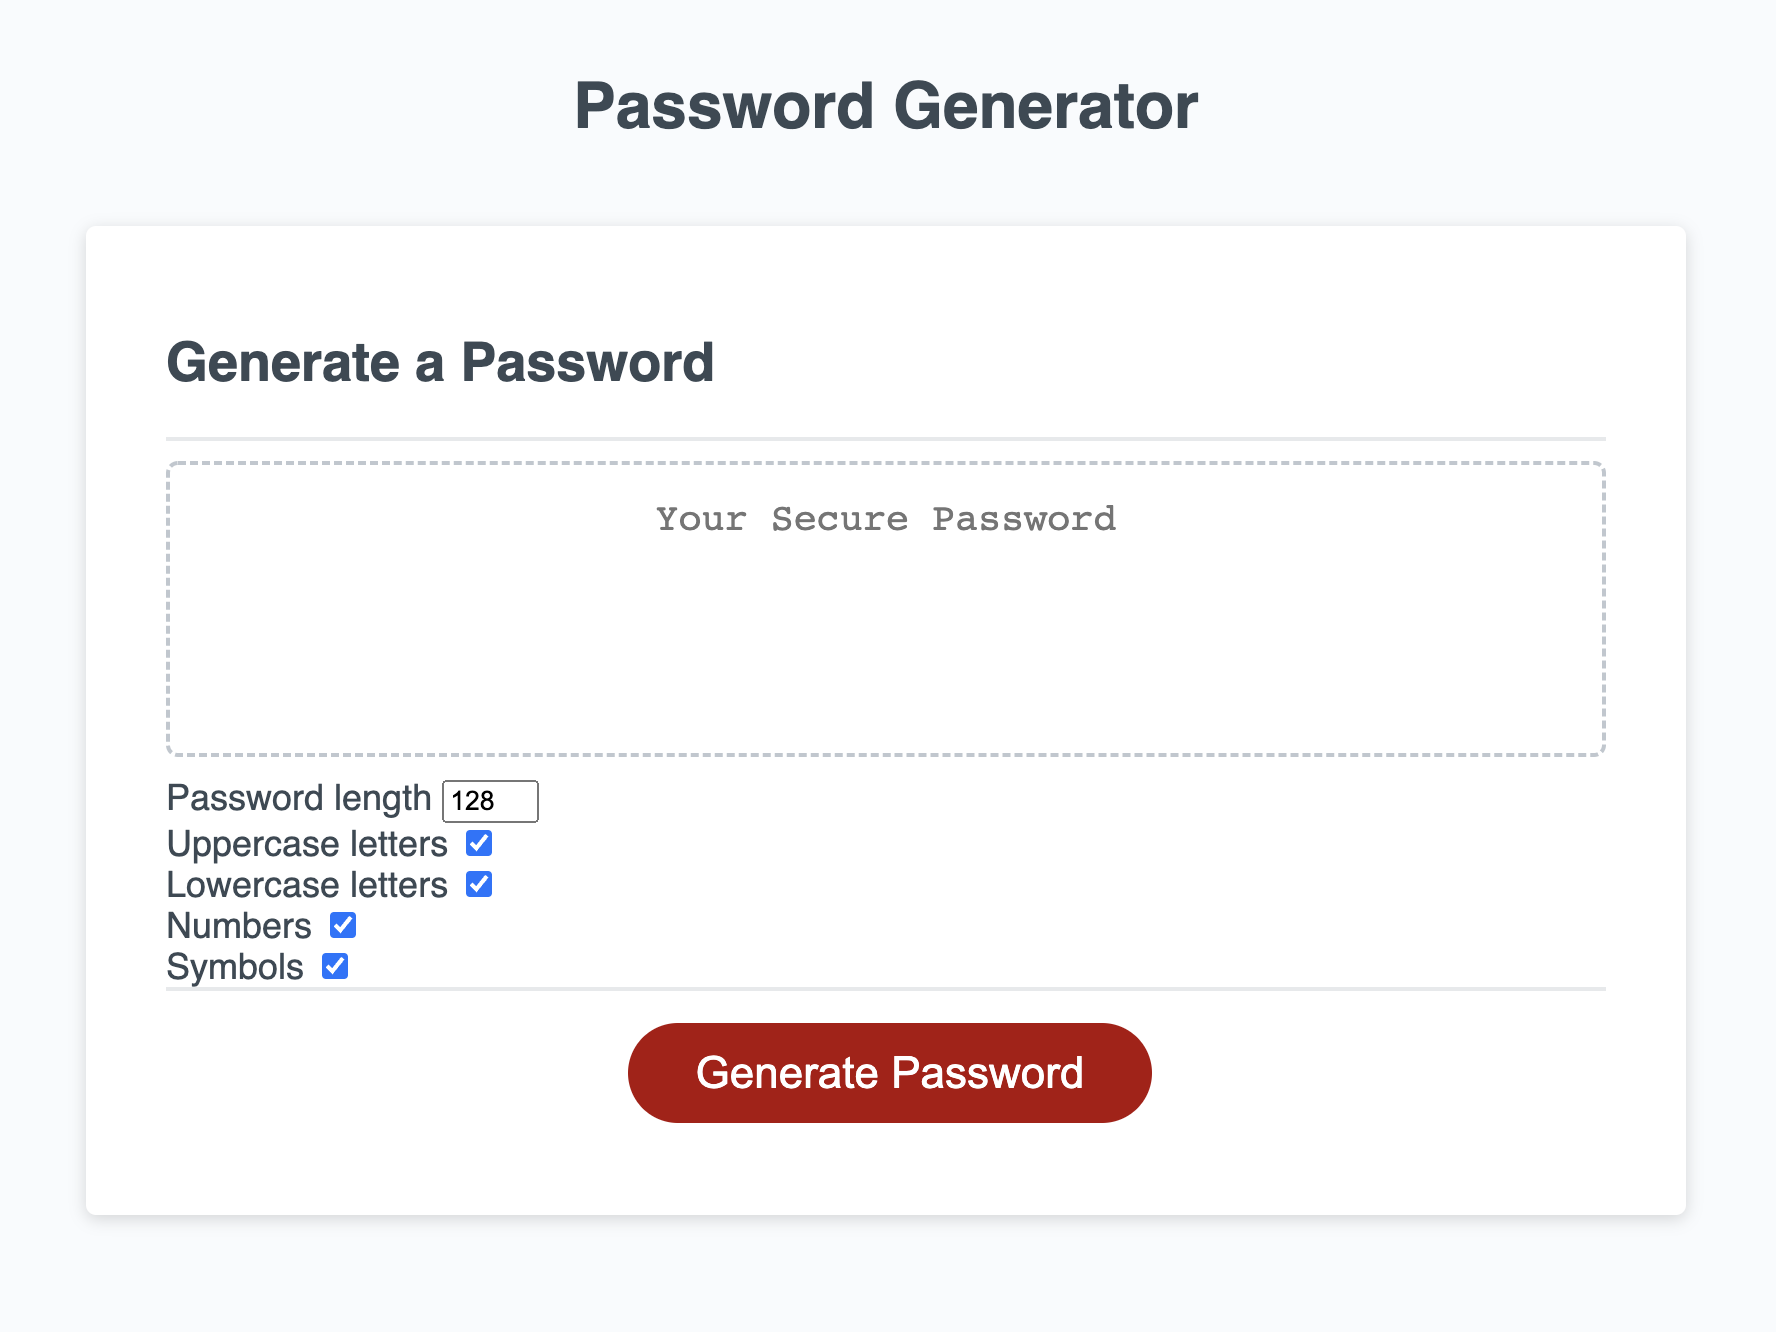 Password Generator
Generate a Password
Your Secure Password
Password length 128
Uppercase letters
Lowercase letters
Numbers
Symbols
Generate Password